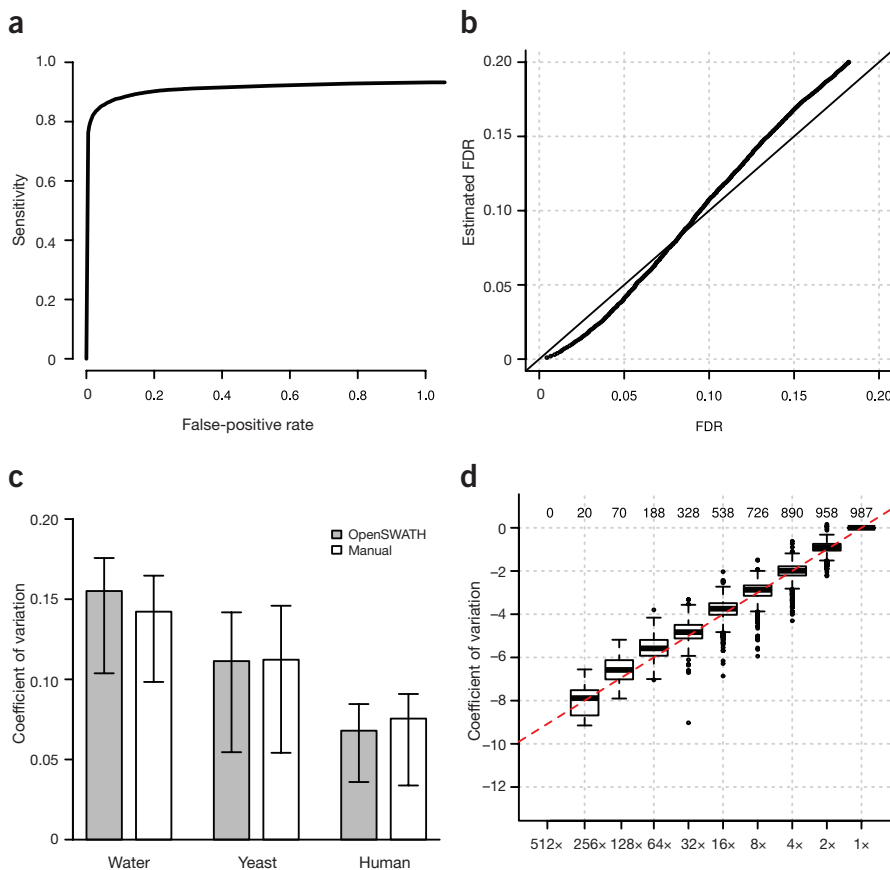 a
1.0
0.8
0.6
0.4
0.2
0
Sensitivity
0 0.2 0.4 0.6 0.8 1.0
False-positive rate
b
0.20
0.15
0.10
0.05
0
Estimated FDR
0 0.05 0.10 0.15 0.20
FDR
c
0.20
0.15
0.10
0.05
0
Coefficient of variation
OpenSWATH
Manual
Water Yeast Human
d
0 20 70 188 328 538 726 890 958 987
0
−2
−4
−6
−8
−10
−12
Coefficient of variation
512× 256× 128× 64× 32× 16× 8× 4× 2× 1×